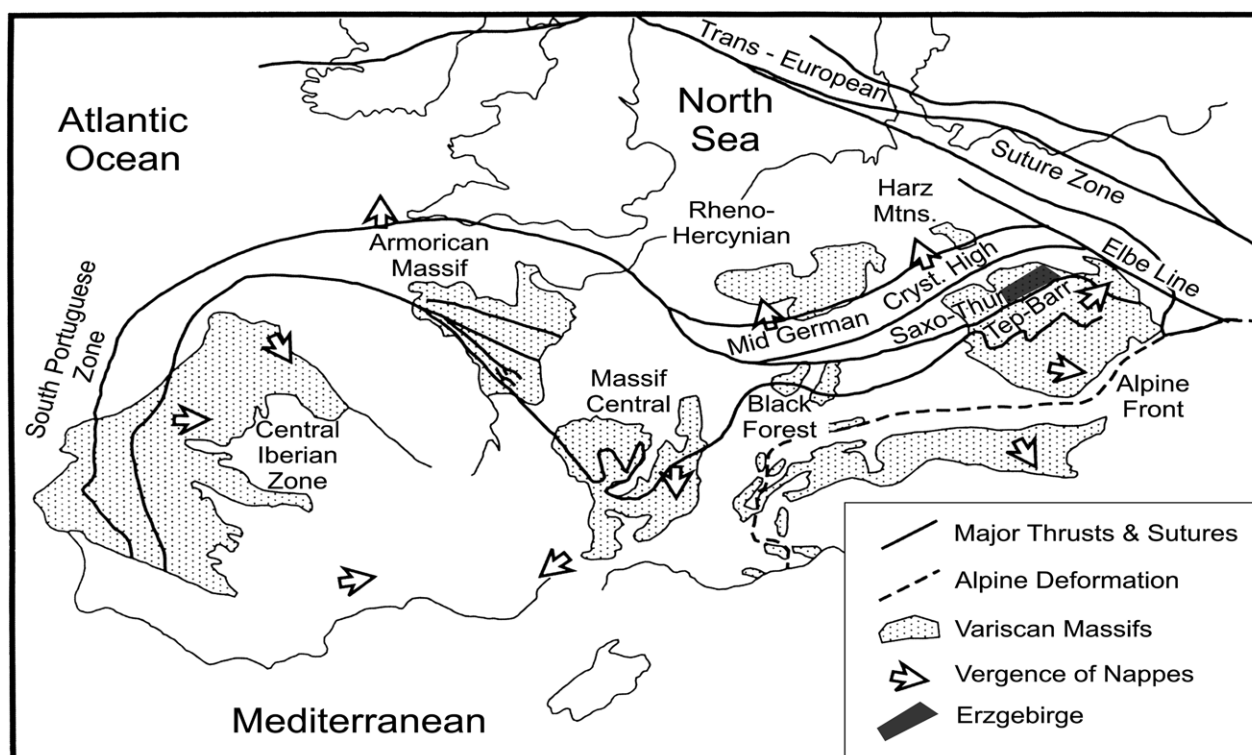 Trans - European
Suture Zone
Atlantic
Ocean
North
Sea
Harz
Mtns.
Rheno-
Hercynian
Armorican
Massif
Elbe Line
Cryst. High
Mid German
Saxo-Thur
Tep-Barr
South Portuguese
Zone
Massif
Central
Black
Forest
Alpine
Front
Central
Iberian
Zone
Mediterranean
Major Thrusts & Sutures
Alpine Deformation
Variscan Massifs
Vergence of Nappes
Erzgebirge